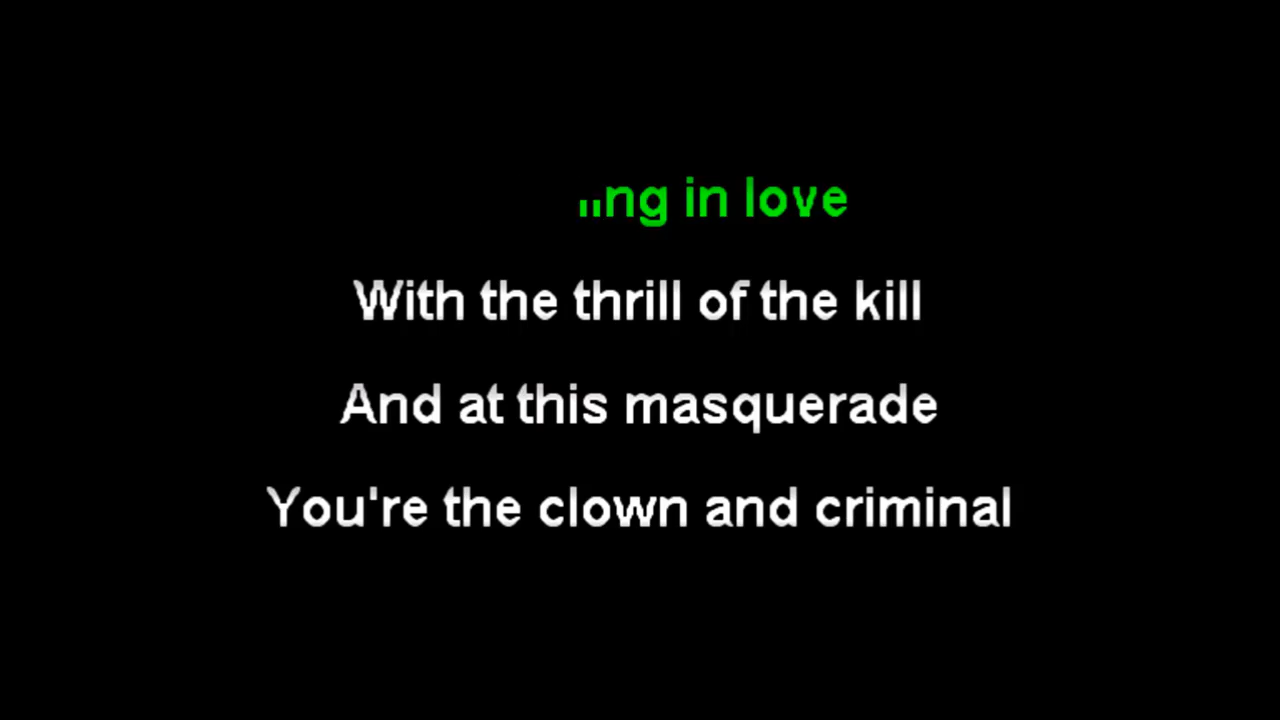 ng in love
With the thrill of the kill
And at this masquerade
You're the clown and criminal